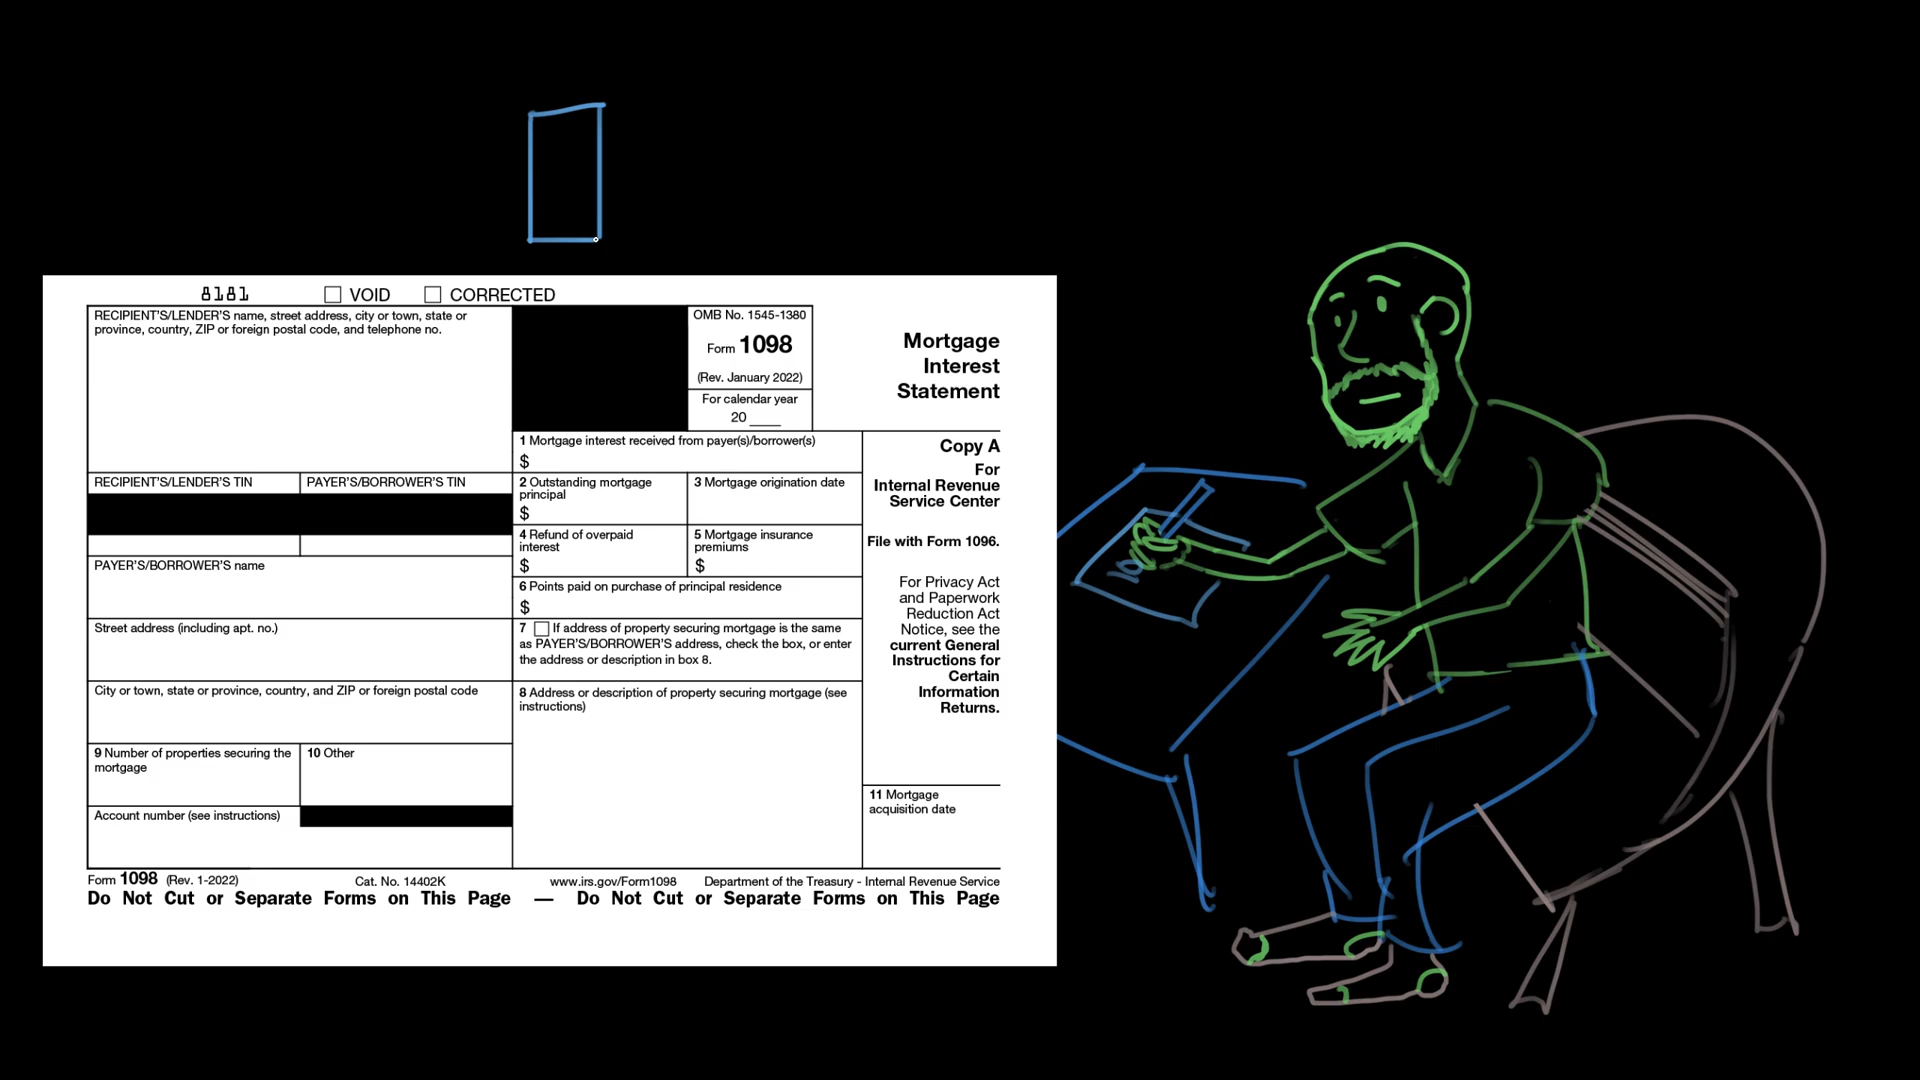 8181
VOID
CORRECTED
RECIPIENT'S/LENDER'S name, street address, city or town, state or
province, country, ZIP or foreign postal code, and telephone no.
OMB No. 1545-1380
Form 1098
(Rev. January 2022)
For calendar year
20 ____
Mortgage
Interest
Statement
1 Mortgage interest received from payer(s)/borrower(s)
$
Copy A
For
Internal Revenue
Service Center
File with Form 1096.
For Privacy Act
and Paperwork
Reduction Act
Notice, see the
current General
Instructions for
Certain
Information
Returns.
RECIPIENT'S/LENDER'S TIN
PAYER'S/BORROWER'S TIN
2 Outstanding mortgage
principal
$
3 Mortgage origination date
4 Refund of overpaid
interest
$
5 Mortgage insurance
premiums
$
PAYER'S/BORROWER'S name
6 Points paid on purchase of principal residence
$
Street address (including apt. no.)
7 If address of property securing mortgage is the same
as PAYER'S/BORROWER'S address, check the box, or enter
the address or description in box 8.
City or town, state or province, country, and ZIP or foreign postal code
8 Address or description of property securing mortgage (see
instructions)
9 Number of properties securing the
mortgage
10 Other
11 Mortgage
acquisition date
Account number (see instructions)
Form 1098 (Rev. 1-2022)
Cat. No. 14402K
www.irs.gov/Form1098
Department of the Treasury - Internal Revenue Service
Do Not Cut or Separate Forms on This Page — Do Not Cut or Separate Forms on This Page